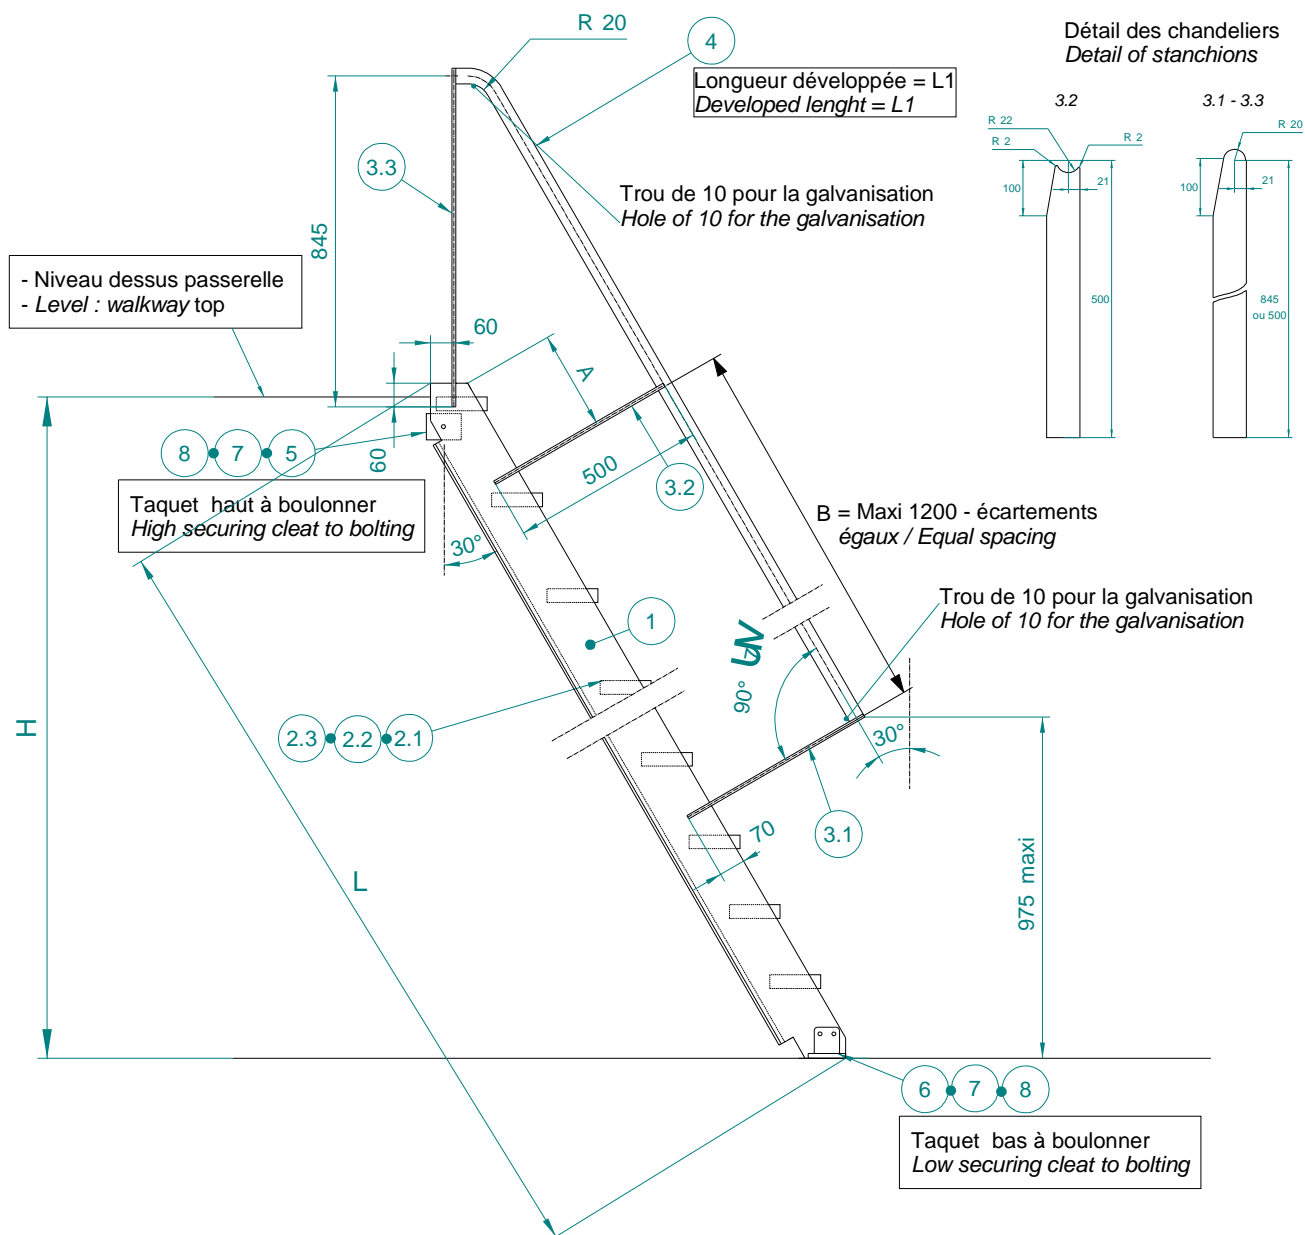 R 20
4
Longueur développée = L1
Developed lenght = L1
Détail des chandeliers
Detail of stanchions
3.2
3.1 - 3.3
R 22
R 2
R 2
R 20
100
21
100
21
500
845
ou 500
3.3
845
Trou de 10 pour la galvanisation
Hole of 10 for the galvanisation
- Niveau dessus passerelle
- Level : walkway top
60
A
60
8
7
5
500
3.2
Taquet haut à boulonner
High securing cleat to bolting
30°
B = Maxi 1200 - écartements
égaux / Equal spacing
Trou de 10 pour la galvanisation
Hole of 10 for the galvanisation
1
90°
30°
H
2.3
2.2
2.1
70
3.1
975 maxi
L
6
7
8
Taquet bas à boulonner
Low securing cleat to bolting